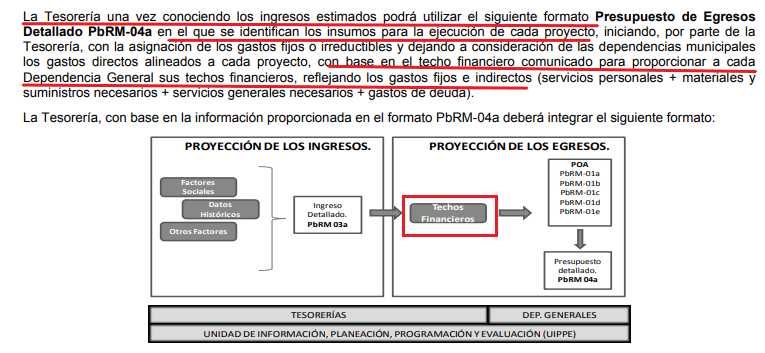 La Tesorería una vez conociendo los ingresos estimados podrá utilizar el siguiente formato Presupuesto de Egresos
Detallado PbRM-04a en el que se identifican los insumos para la ejecución de cada proyecto, iniciando, por parte de la
Tesorería, con la asignación de los gastos fijos o irreductibles y dejando a consideración de las dependencias municipales
los gastos directos alineados a cada proyecto, con base en el techo financiero comunicado para proporcionar a cada
Dependencia General sus techos financieros, reflejando los gastos fijos e indirectos (servicios personales + materiales y
suministros necesarios + servicios generales necesarios + gastos de deuda).
La Tesorería, con base en la información proporcionada en el formato PbRM-04a deberá integrar el siguiente formato:
PROYECCIÓN DE LOS INGRESOS.
Factores
Sociales
Datos
Históricos
Otros Factores
Ingreso
Detallado.
PbRM 03a
PROYECCIÓN DE LOS EGRESOS.
Techos
Financieros
POA
PbRM-01a
PbRM-01b
PbRM-01c
PbRM-01d
PbRM-01e
Presupuesto
detallado.
PbRM 04a
TESORERÍAS
DEP. GENERALES
UNIDAD DE INFORMACIÓN, PLANEACIÓN, PROGRAMACIÓN Y EVALUACIÓN (UIPPE)